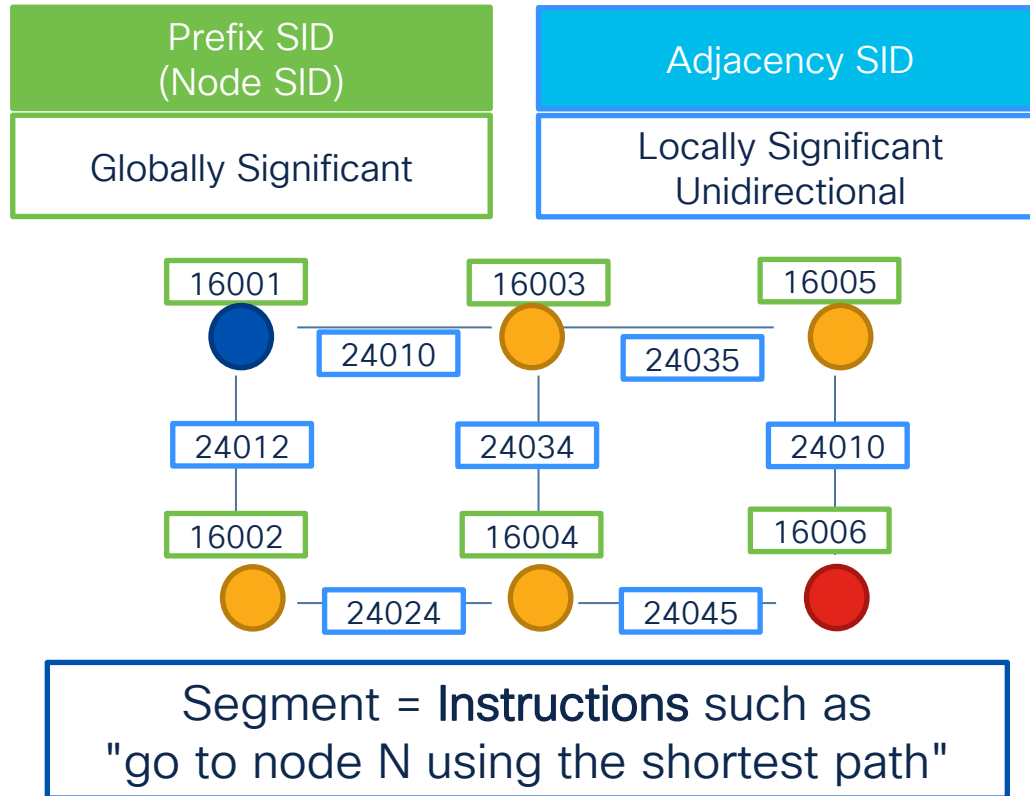 Prefix SID
(Node SID)
Adjacency SID
Globally Significant
Locally Significant
Unidirectional
16001
16003
16005
24010
24035
24012
24034
24010
16002
16004
16006
24024
24045
Segment = Instructions such as
"go to node N using the shortest path"